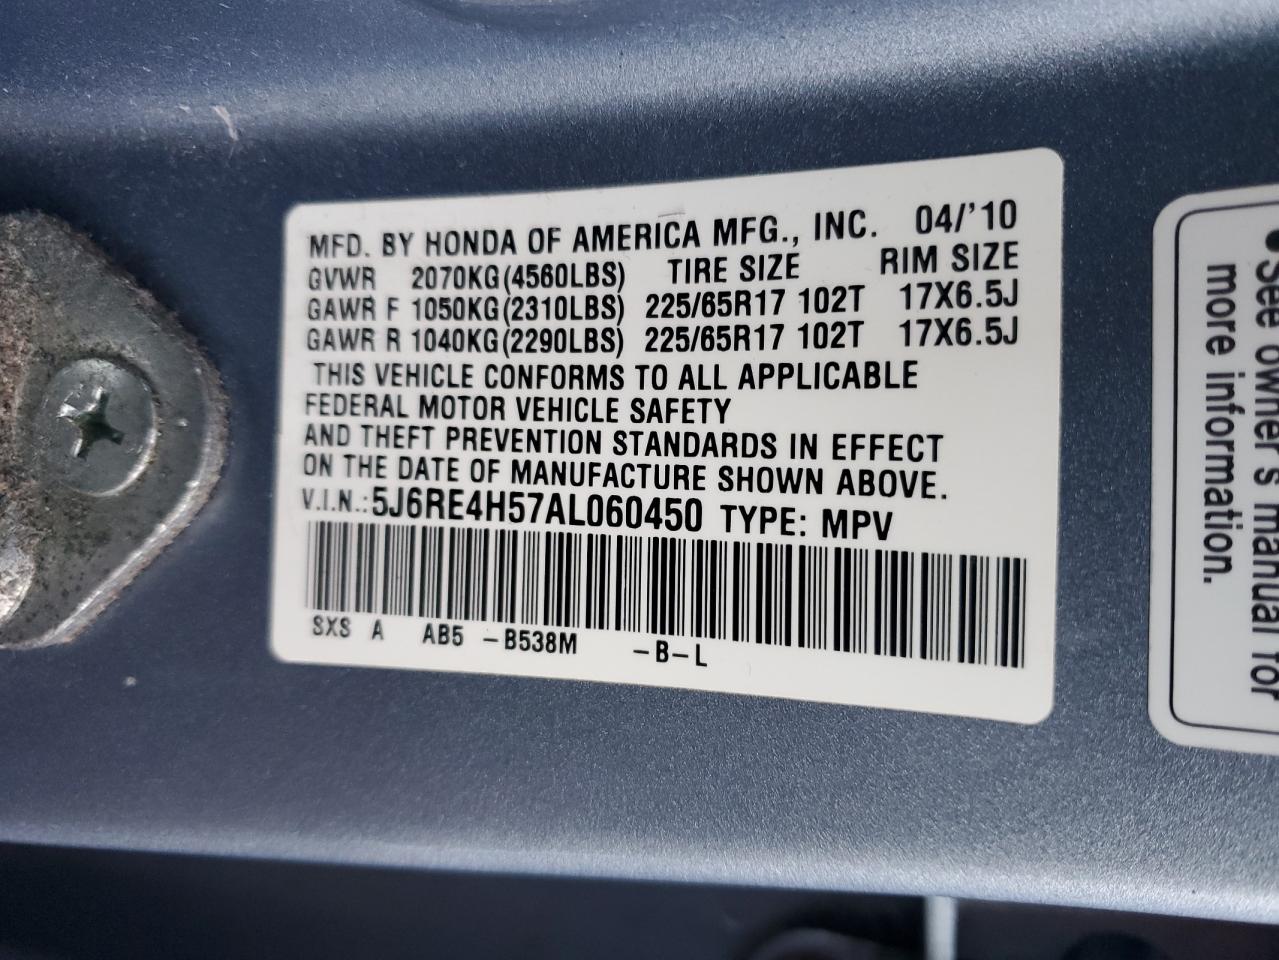 MFD. BY HONDA OF AMERICA MFG., INC. 04/'10
GVWR 2070KG(4560LBS) TIRE SIZE RIM SIZE
GAWR F 1050KG(2310LBS) 225/65R17 102T 17X6.5J
GAWR R 1040KG(2290LBS) 225/65R17 102T 17X6.5J
THIS VEHICLE CONFORMS TO ALL APPLICABLE
FEDERAL MOTOR VEHICLE SAFETY
AND THEFT PREVENTION STANDARDS IN EFFECT
ON THE DATE OF MANUFACTURE SHOWN ABOVE.
V.I.N.: 5J6RE4H57AL060450 TYPE: MPV
SXS A AB5 -B538M -B-L
•See owner's manual for
more information.